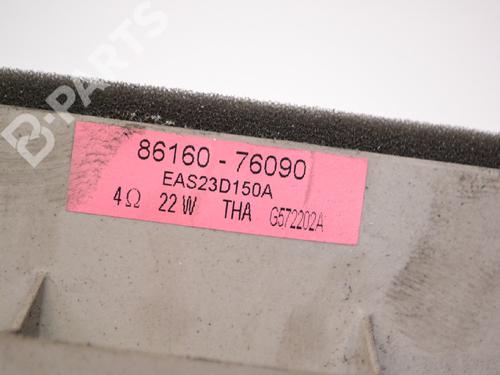 B-PARTS
86160-76090
EAS23D150A
4Ω 22W THA G572202A